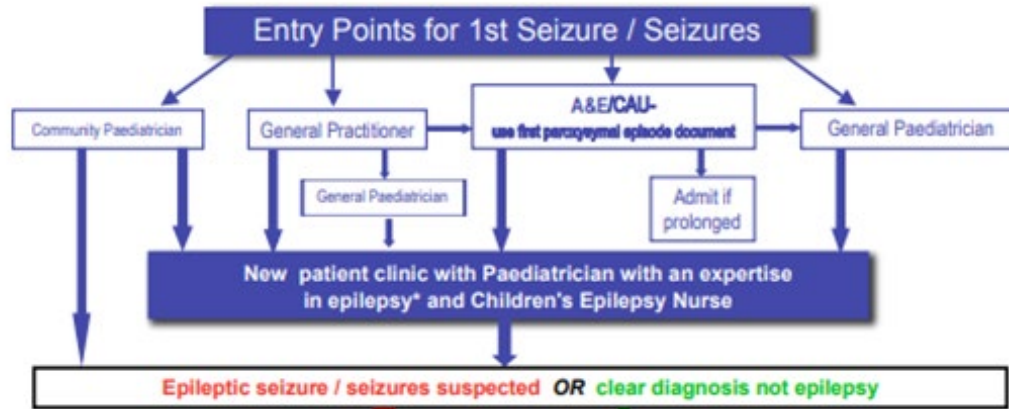 Entry Points for 1st Seizure / Seizures
Community Paediatrician
General Practitioner
A&E/CAU-
use first paroxysymal episode document
General Paediatrician
General Paediatrician
Admit if
prolonged
New patient clinic with Paediatrician with an expertise
in epilepsy* and Children's Epilepsy Nurse
Epileptic seizure / seizures suspected OR clear diagnosis not epilepsy